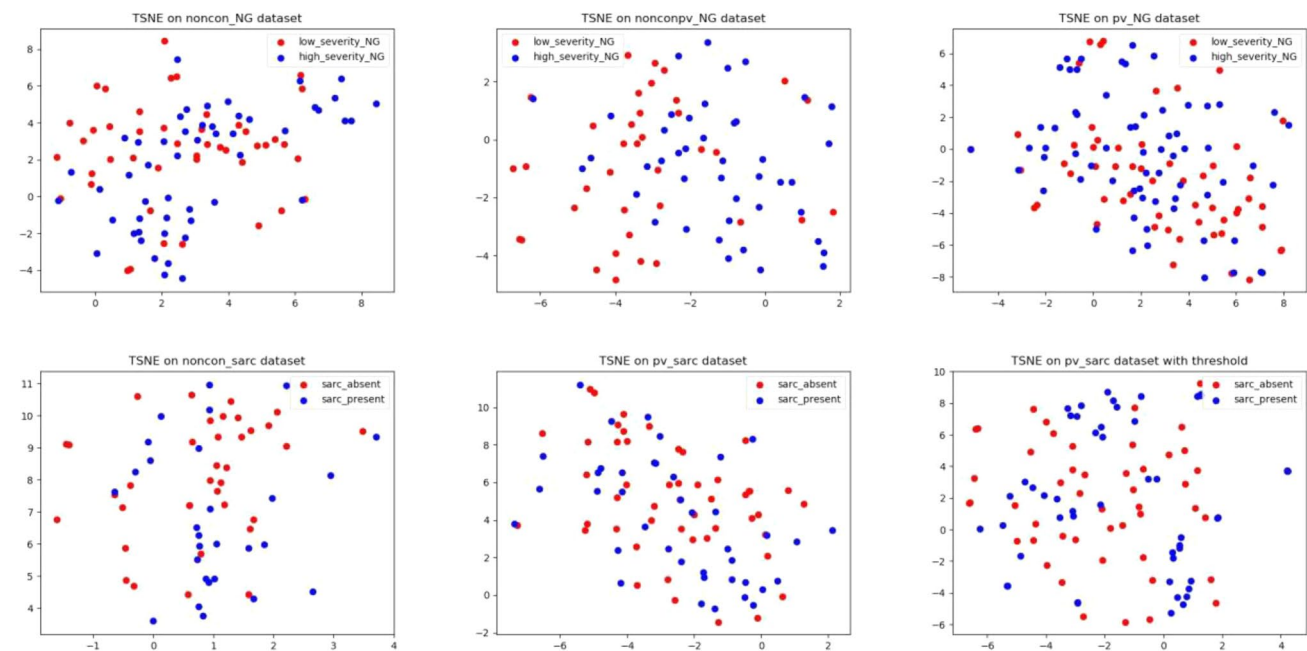 TSNE on noncon_NG dataset
low_severity_NG
high_severity_NG
8
6
4
2
0
−2
−4
0 2 4 6 8
TSNE on nonconpv_NG dataset
low_severity_NG
high_severity_NG
2
0
−2
−4
−6 −4 −2 0 2
TSNE on pv_NG dataset
low_severity_NG
high_severity_NG
6
4
2
0
−2
−4
−6
−8
−4 −2 0 2 4 6 8
TSNE on noncon_sarc dataset
sarc_absent
sarc_present
11
10
9
8
7
6
5
4
−1 0 1 2 3 4
TSNE on pv_sarc dataset
sarc_absent
sarc_present
10
8
6
4
2
0
−2
−6 −4 −2 0 2
TSNE on pv_sarc dataset with threshold
sarc_absent
sarc_present
10
8
6
4
2
0
−2
−4
−6
−6 −4 −2 0 2 4